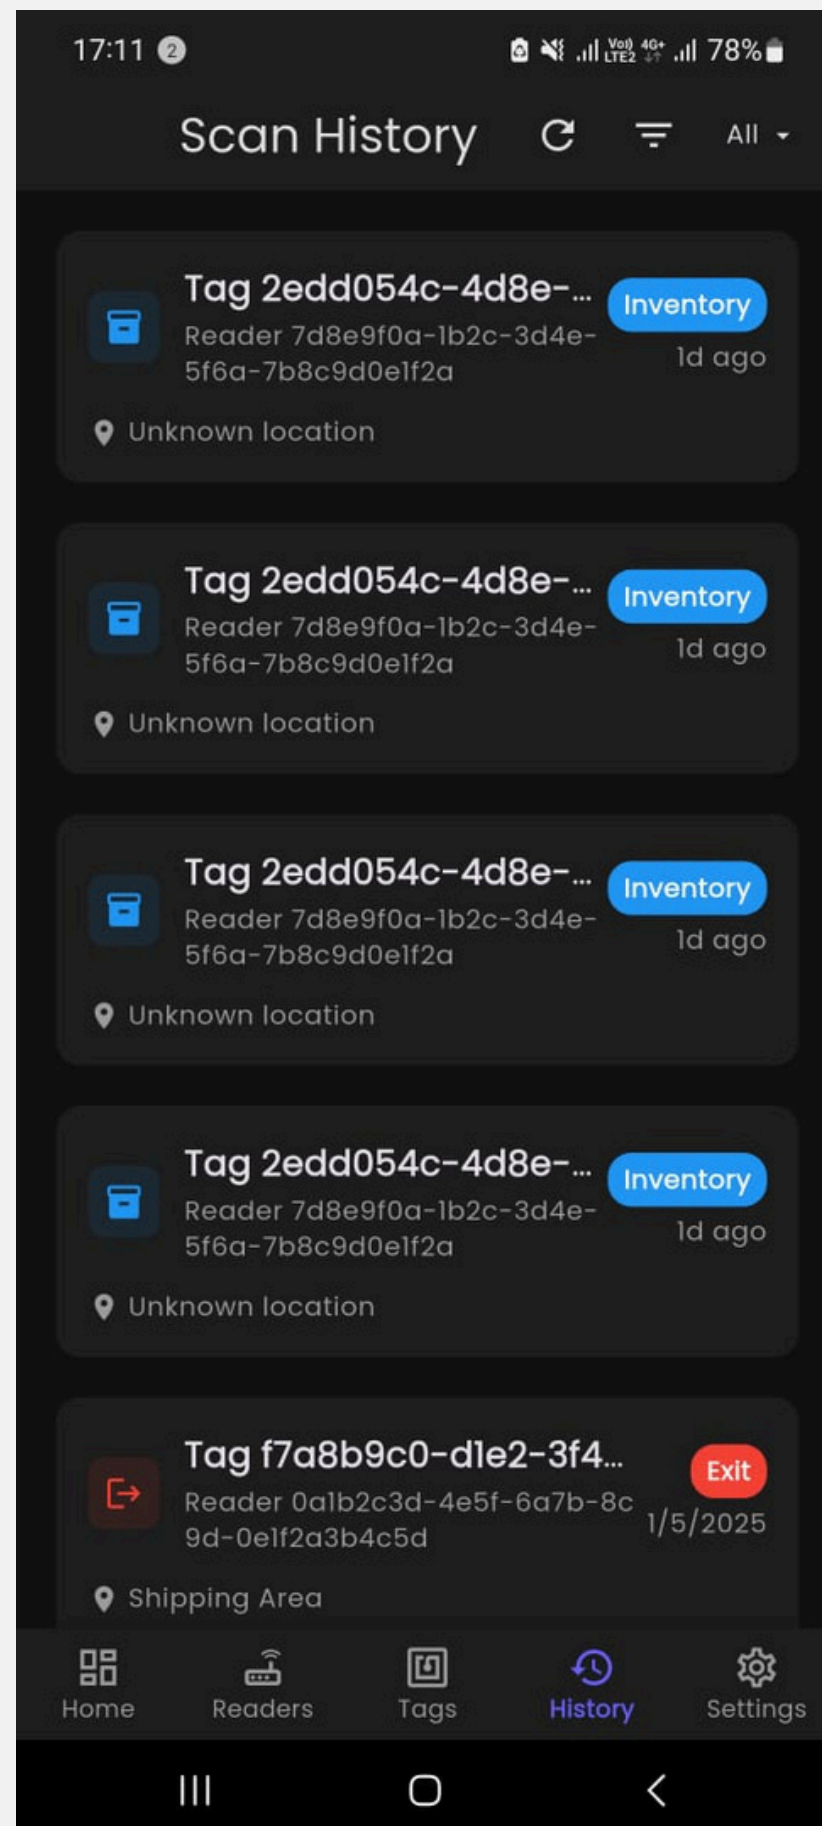 17:11 2 Vo)) LTE2 4G+ 78%
Scan History All
Tag 2edd054c-4d8e-... Inventory
Reader 7d8e9f0a-1b2c-3d4e-
5f6a-7b8c9d0e1f2a 1d ago
Unknown location
Tag 2edd054c-4d8e-... Inventory
Reader 7d8e9f0a-1b2c-3d4e-
5f6a-7b8c9d0e1f2a 1d ago
Unknown location
Tag 2edd054c-4d8e-... Inventory
Reader 7d8e9f0a-1b2c-3d4e-
5f6a-7b8c9d0e1f2a 1d ago
Unknown location
Tag 2edd054c-4d8e-... Inventory
Reader 7d8e9f0a-1b2c-3d4e-
5f6a-7b8c9d0e1f2a 1d ago
Unknown location
Tag f7a8b9c0-d1e2-3f4... Exit
Reader 0a1b2c3d-4e5f-6a7b-8c
9d-0e1f2a3b4c5d 1/5/2025
Shipping Area
Home Readers Tags History Settings